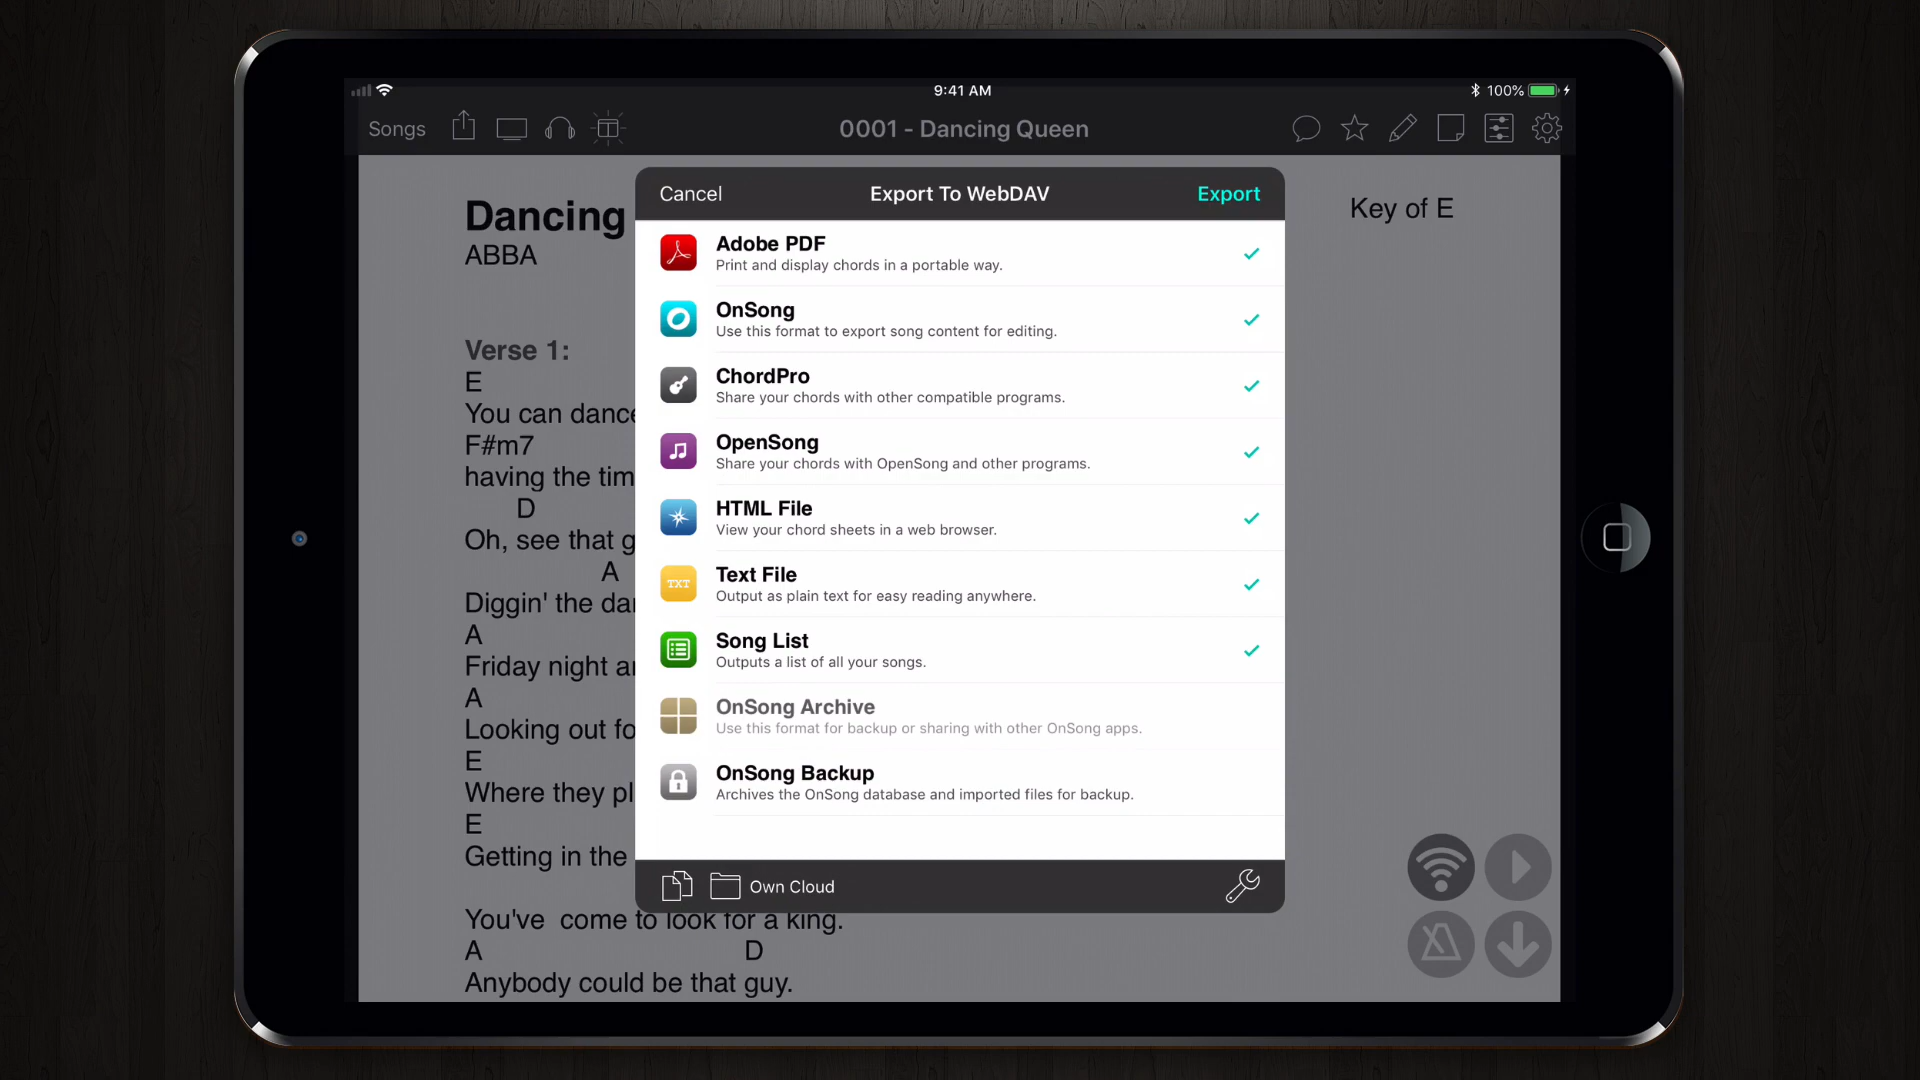 9:41 AM
100%
Songs
0001 - Dancing Queen
Cancel
Export To WebDAV
Export
Dancing
Key of E
ABBA
Adobe PDF
Print and display chords in a portable way.
OnSong
Use this format to export song content for editing.
Verse 1:
E
ChordPro
Share your chords with other compatible programs.
You can dance
F#m7
OpenSong
Share your chords with OpenSong and other programs.
having the tim
D
HTML File
View your chord sheets in a web browser.
Oh, see that g
A
TXT
Text File
Output as plain text for easy reading anywhere.
Diggin' the dan
A
Song List
Outputs a list of all your songs.
Friday night a
A
OnSong Archive
Use this format for backup or sharing with other OnSong apps.
Looking out fo
E
OnSong Backup
Archives the OnSong database and imported files for backup.
Where they pl
E
Getting in the
Own Cloud
You've come to look for a king.
A D
Anybody could be that guy.